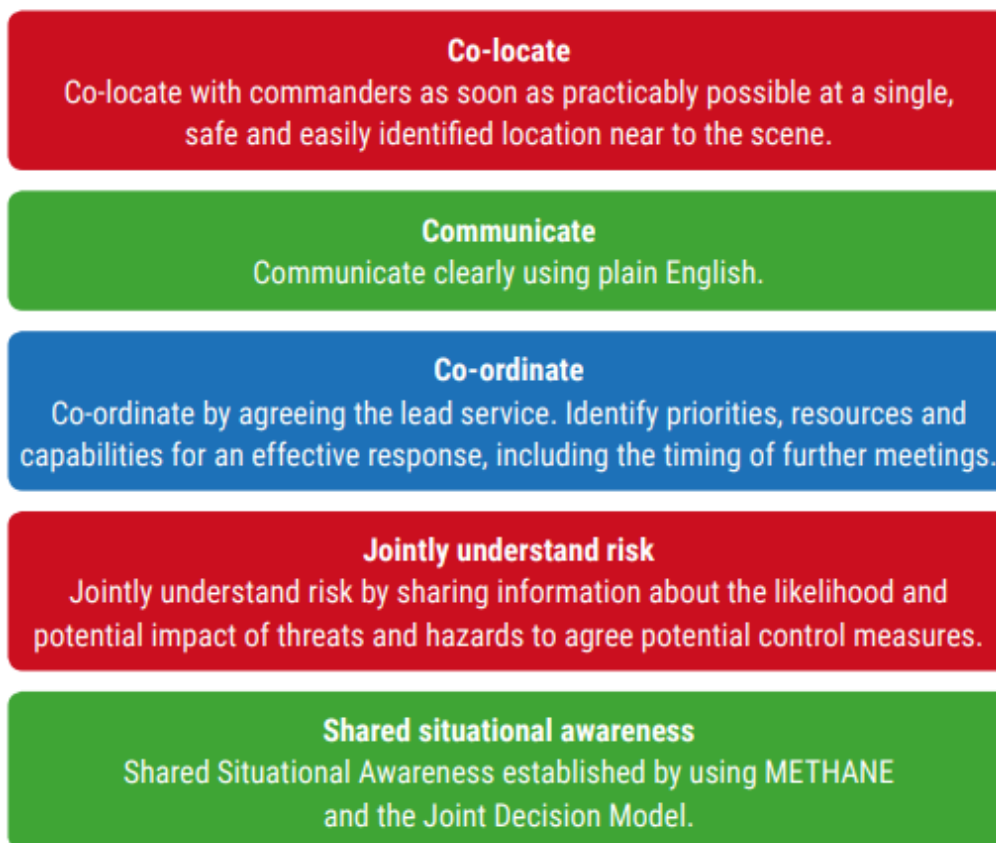 Co-locate
Co-locate with commanders as soon as practicably possible at a single,
safe and easily identified location near to the scene.
Communicate
Communicate clearly using plain English.
Co-ordinate
Co-ordinate by agreeing the lead service. Identify priorities, resources and
capabilities for an effective response, including the timing of further meetings.
Jointly understand risk
Jointly understand risk by sharing information about the likelihood and
potential impact of threats and hazards to agree potential control measures.
Shared situational awareness
Shared Situational Awareness established by using METHANE
and the Joint Decision Model.